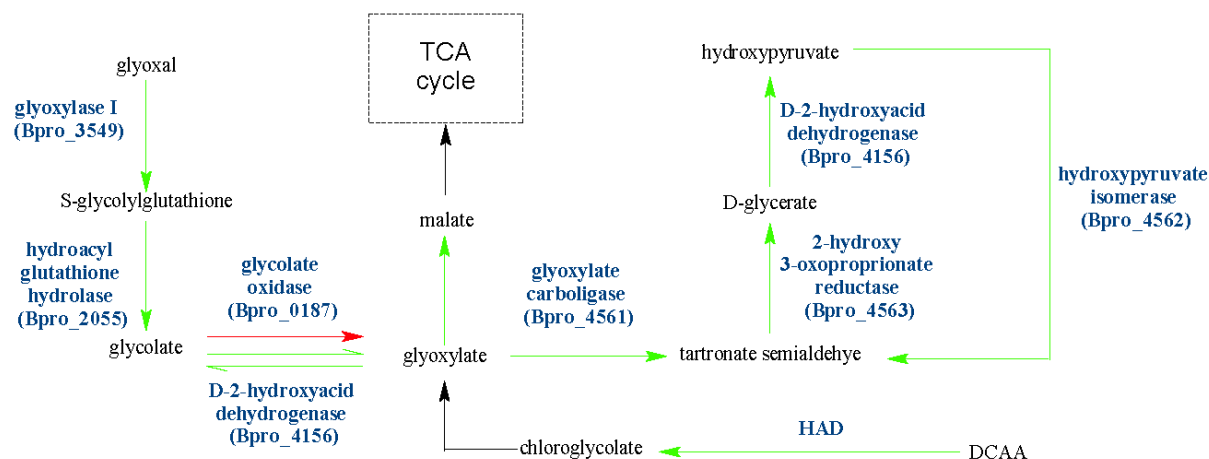 TCA
cycle
glyoxal
glyoxylase I
(Bpro_3549)
S-glycolylglutathione
hydroacyl
glutathione
hydrolase
(Bpro_2055)
glycolate
glycolate
oxidase
(Bpro_0187)
D-2-hydroxyacid
dehydrogenase
(Bpro_4156)
malate
glyoxylate
glyoxylate
carboligase
(Bpro_4561)
hydroxypyruvate
D-2-hydroxyacid
dehydrogenase
(Bpro_4156)
D-glycerate
2-hydroxy
3-oxoproprionate
reductase
(Bpro_4563)
tartronate semialdehye
hydroxypyruvate
isomerase
(Bpro_4562)
chloroglycolate
HAD
DCAA